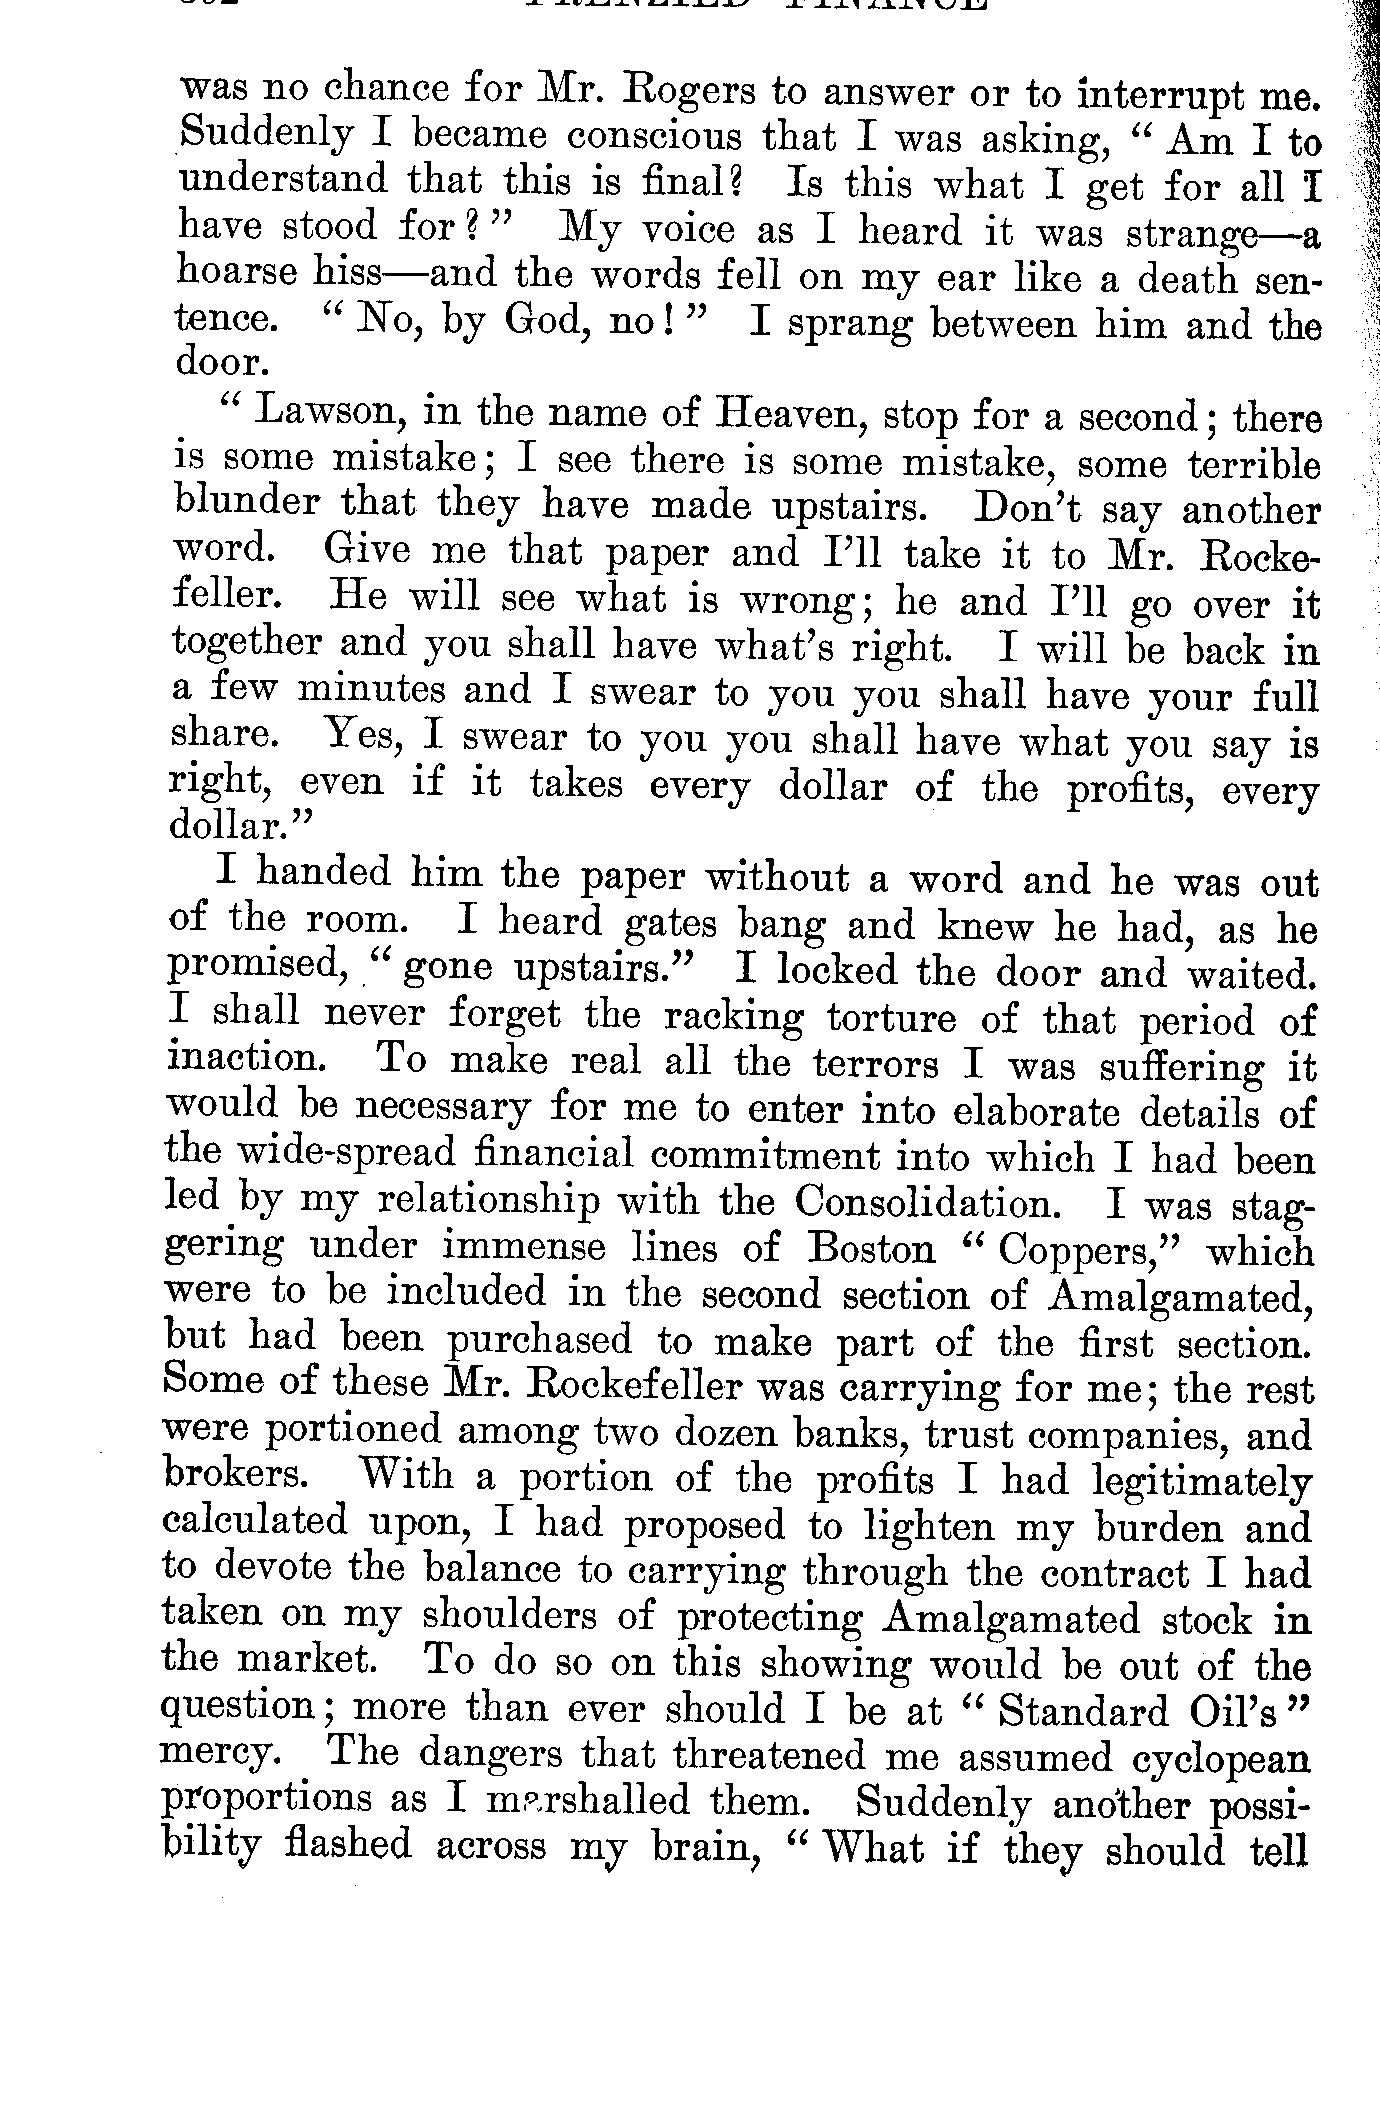 FRENZIED FINANCE
was no chance for Mr. Rogers to answer or to interrupt me.
Suddenly I became conscious that I was asking, “ Am I to
understand that this is final? Is this what I get for all I
have stood for? ” My voice as I heard it was strange—a
hoarse hiss—and the words fell on my ear like a death sen-
tence. “ No, by God, no! ” I sprang between him and the
door.
“ Lawson, in the name of Heaven, stop for a second; there
is some mistake; I see there is some mistake, some terrible
blunder that they have made upstairs. Don’t say another
word. Give me that paper and I’ll take it to Mr. Rocke-
feller. He will see what is wrong; he and I’ll go over it
together and you shall have what’s right. I will be back in
a few minutes and I swear to you you shall have your full
share. Yes, I swear to you you shall have what you say is
right, even if it takes every dollar of the profits, every
dollar.”
I handed him the paper without a word and he was out
of the room. I heard gates bang and knew he had, as he
promised, “ gone upstairs.” I locked the door and waited.
I shall never forget the racking torture of that period of
inaction. To make real all the terrors I was suffering it
would be necessary for me to enter into elaborate details of
the wide-spread financial commitment into which I had been
led by my relationship with the Consolidation. I was stag-
gering under immense lines of Boston “ Coppers,” which
were to be included in the second section of Amalgamated,
but had been purchased to make part of the first section.
Some of these Mr. Rockefeller was carrying for me; the rest
were portioned among two dozen banks, trust companies, and
brokers. With a portion of the profits I had legitimately
calculated upon, I had proposed to lighten my burden and
to devote the balance to carrying through the contract I had
taken on my shoulders of protecting Amalgamated stock in
the market. To do so on this showing would be out of the
question; more than ever should I be at “ Standard Oil’s ”
mercy. The dangers that threatened me assumed cyclopean
proportions as I marshalled them. Suddenly another possi-
bility flashed across my brain, “ What if they should tell